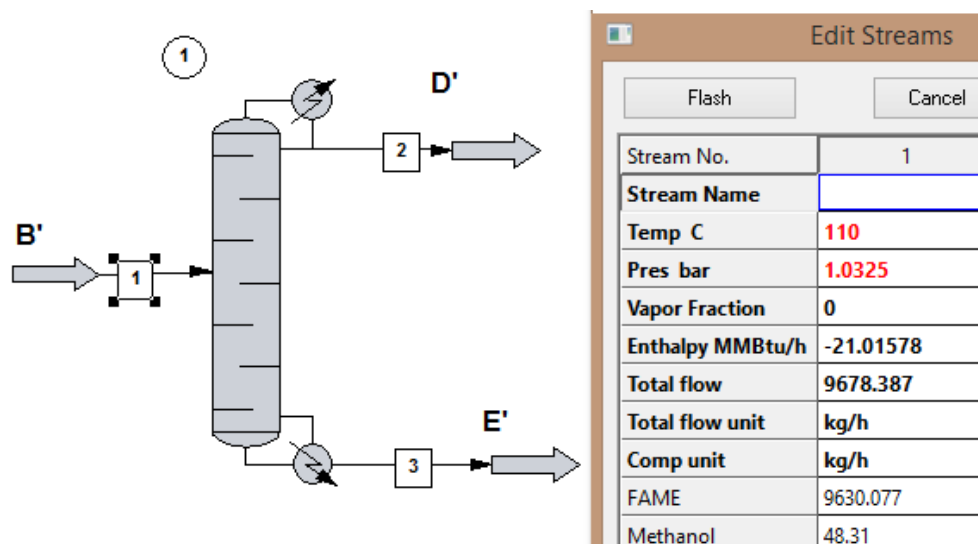 1
D'
2
B'
1
E'
3
Edit Streams
Flash
Cancel
Stream No. 1
Stream Name
Temp C 110
Pres bar 1.0325
Vapor Fraction 0
Enthalpy MMBtu/h -21.01578
Total flow 9678.387
Total flow unit kg/h
Comp unit kg/h
FAME 9630.077
Methanol 48.31